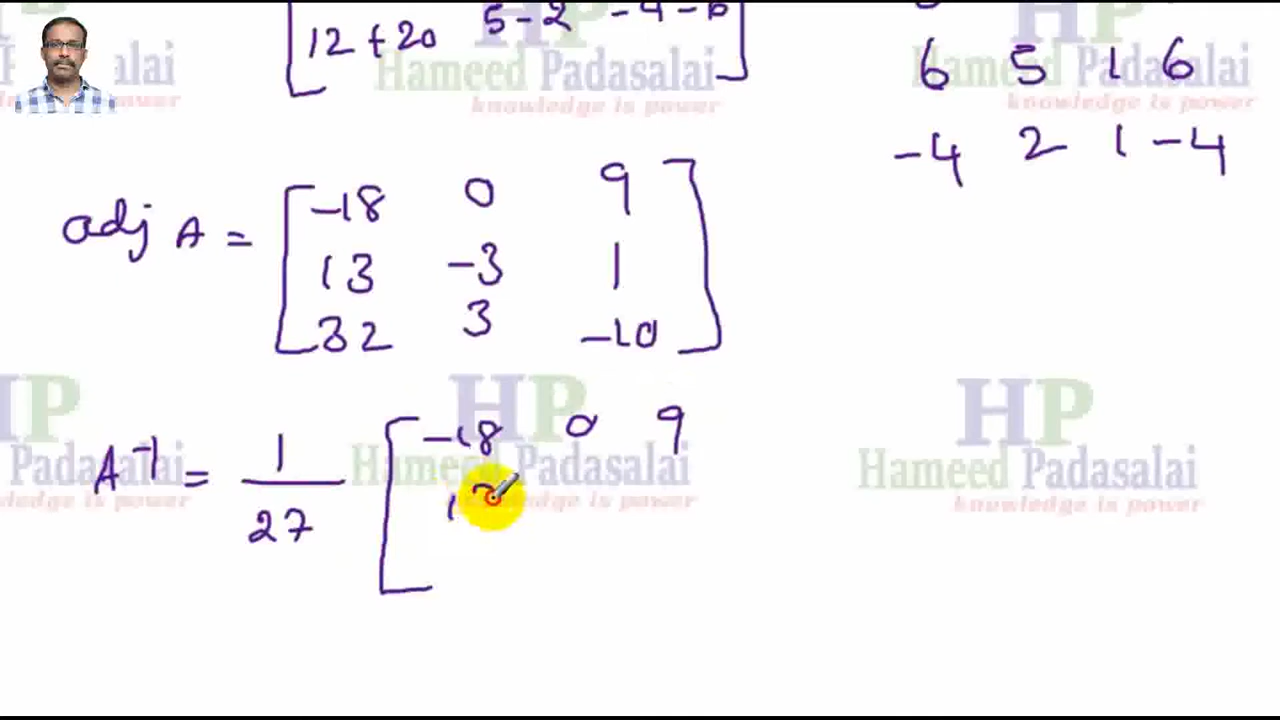 12 + 20 5 - 2 - 4 - 6
6 5 1 6
-4 2 1 -4
adj A = [ -18 0 9
13 -3 1
32 3 -10 ]
A⁻¹ = 1/27 [ -18 0 9
13
HP
Hameed Padasalai
knowledge is power